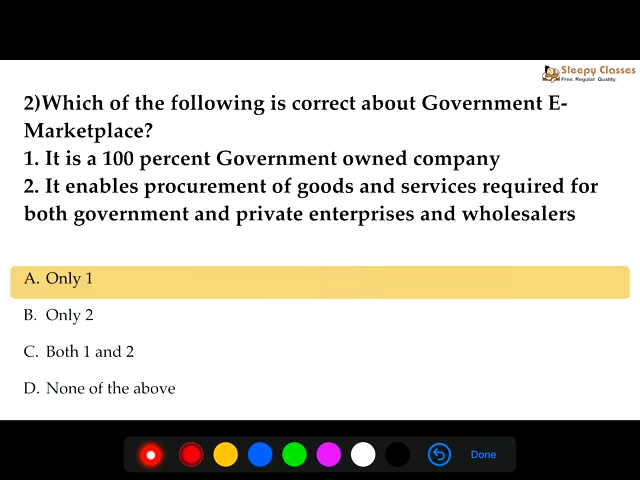 Sleepy Classes
Free. Regular. Quality.
2)Which of the following is correct about Government E-
Marketplace?
1. It is a 100 percent Government owned company
2. It enables procurement of goods and services required for
both government and private enterprises and wholesalers
A. Only 1
B. Only 2
C. Both 1 and 2
D. None of the above
Done